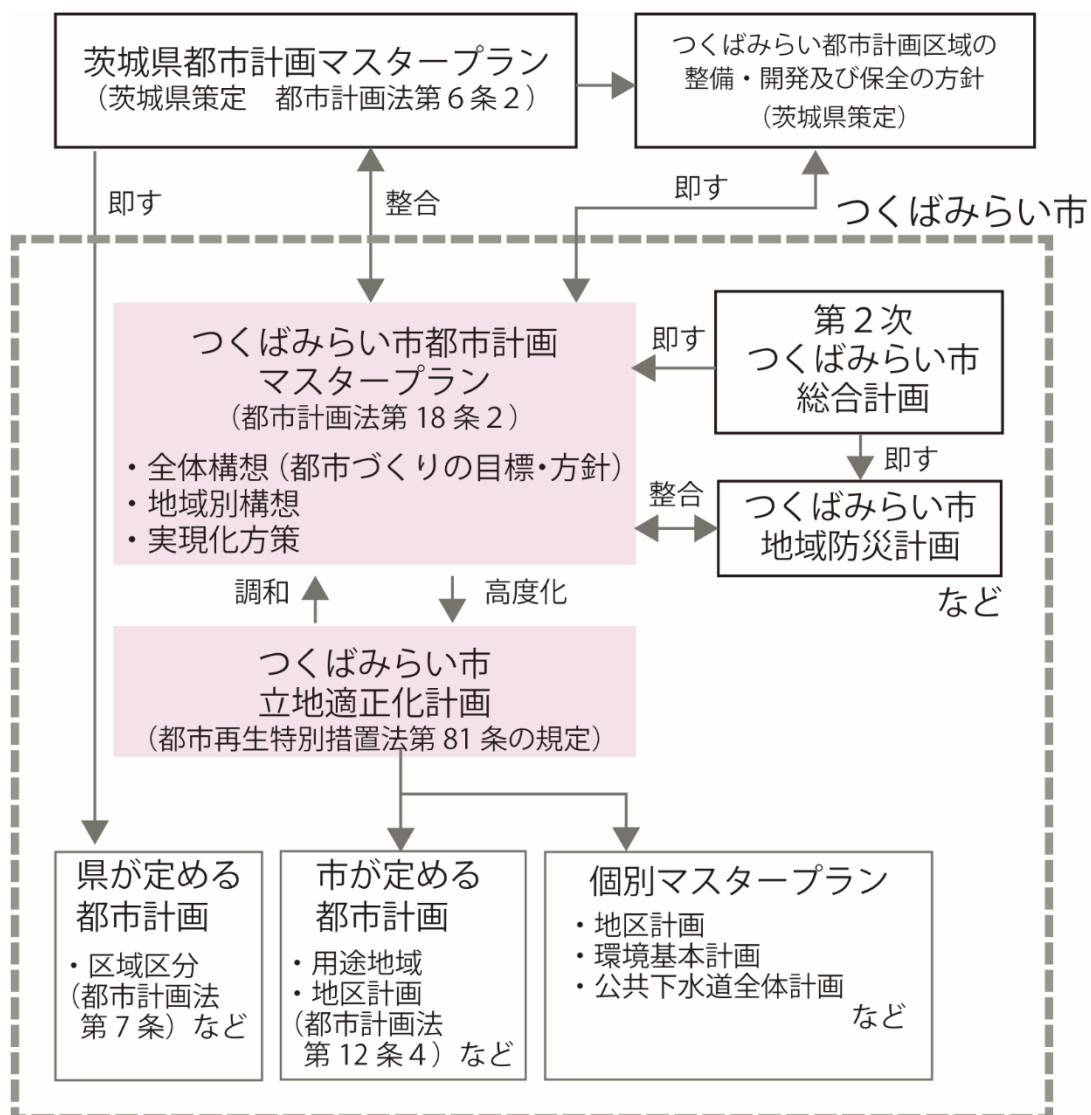 茨城県都市計画マスタープラン
（茨城県策定　都市計画法第６条２）
つくばみらい都市計画区域の
整備・開発及び保全の方針
（茨城県策定）
即す
整合
即す
つくばみらい市
つくばみらい市都市計画
マスタープラン
（都市計画法第 18 条２）
・全体構想（都市づくりの目標・方針）
・地域別構想
・実現化方策
即す
第２次
つくばみらい市
総合計画
即す
整合
つくばみらい市
地域防災計画
など
調和
高度化
つくばみらい市
立地適正化計画
（都市再生特別措置法第 81 条の規定）
県が定める
都市計画
・区域区分
（都市計画法
第７条）など
市が定める
都市計画
・用途地域
・地区計画
（都市計画法
第 12 条４）など
個別マスタープラン
・地区計画
・環境基本計画
・公共下水道全体計画
など